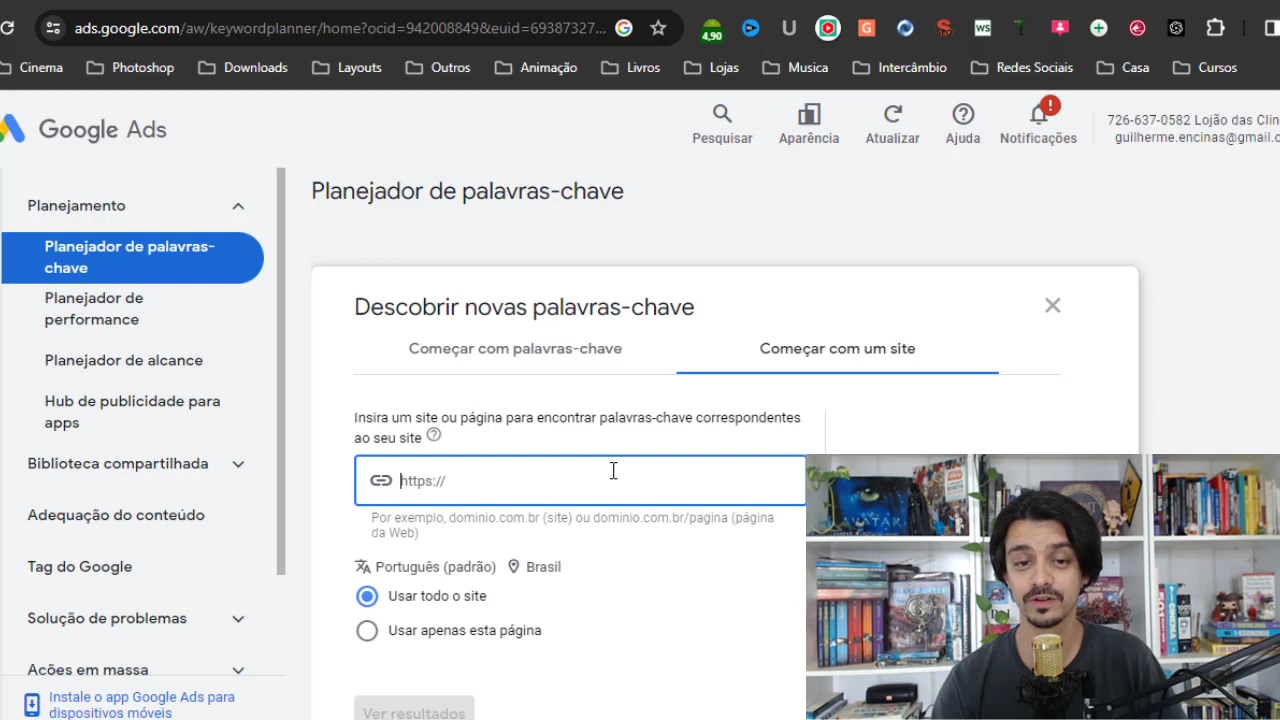 ads.google.com/aw/keywordplanner/home?ocid=942008849&euid=69387327...
4,90
U
G
S
WS
Cinema
Photoshop
Downloads
Layouts
Outros
Animação
Livros
Lojas
Musica
Intercâmbio
Redes Sociais
Casa
Cursos
Google Ads
Pesquisar
Aparência
Atualizar
Ajuda
!
Notificações
726-637-0582 Lojão das Clin
guilherme.encinas@gmail.c
Planejamento
Planejador de palavras-
chave
Planejador de
performance
Planejador de alcance
Hub de publicidade para
apps
Biblioteca compartilhada
Adequação do conteúdo
Tag do Google
Solução de problemas
Ações em massa
Instale o app Google Ads para
dispositivos móveis
Planejador de palavras-chave
Descobrir novas palavras-chave
Começar com palavras-chave
Começar com um site
Insira um site ou página para encontrar palavras-chave correspondentes
ao seu site
https://
Por exemplo, dominio.com.br (site) ou dominio.com.br/pagina (página
da Web)
Português (padrão)
Brasil
Usar todo o site
Usar apenas esta página
Ver resultados
AVATAR
CINEMA
1001